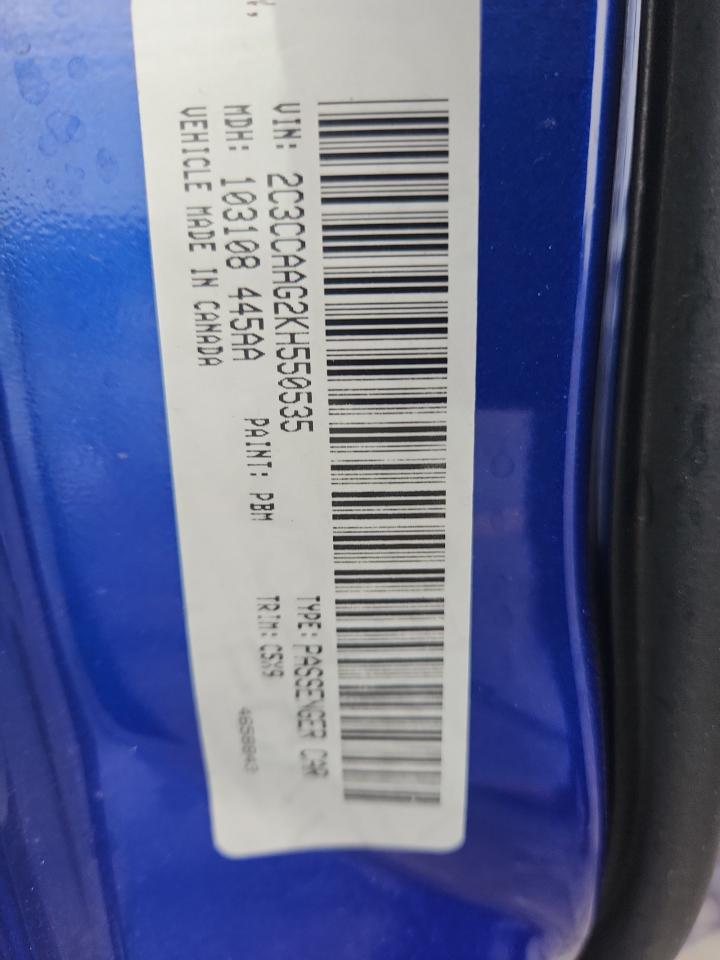 VIN: 2C3CCAAG2KH550535
TYPE: PASSENGER CAR
MDH: 103108 445AA
PAINT: PBM
TRIM: C5X9
VEHICLE MADE IN CANADA